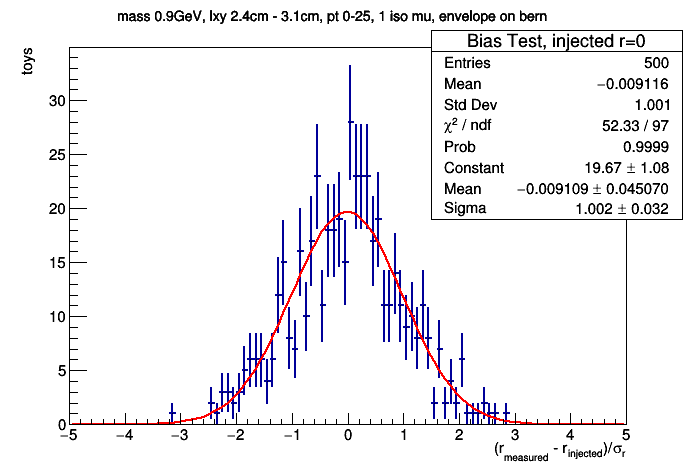 mass 0.9GeV, lxy 2.4cm - 3.1cm, pt 0-25, 1 iso mu, envelope on bern
toys
Bias Test, injected r=0
Entries 500
Mean −0.009116
Std Dev 1.001
χ² / ndf 52.33 / 97
Prob 0.9999
Constant 19.67 ± 1.08
Mean −0.009109 ± 0.045070
Sigma 1.002 ± 0.032
30
25
20
15
10
5
0
−5 −4 −3 −2 −1 0 1 2 3 4 5
(r_measured - r_injected)/σ_r